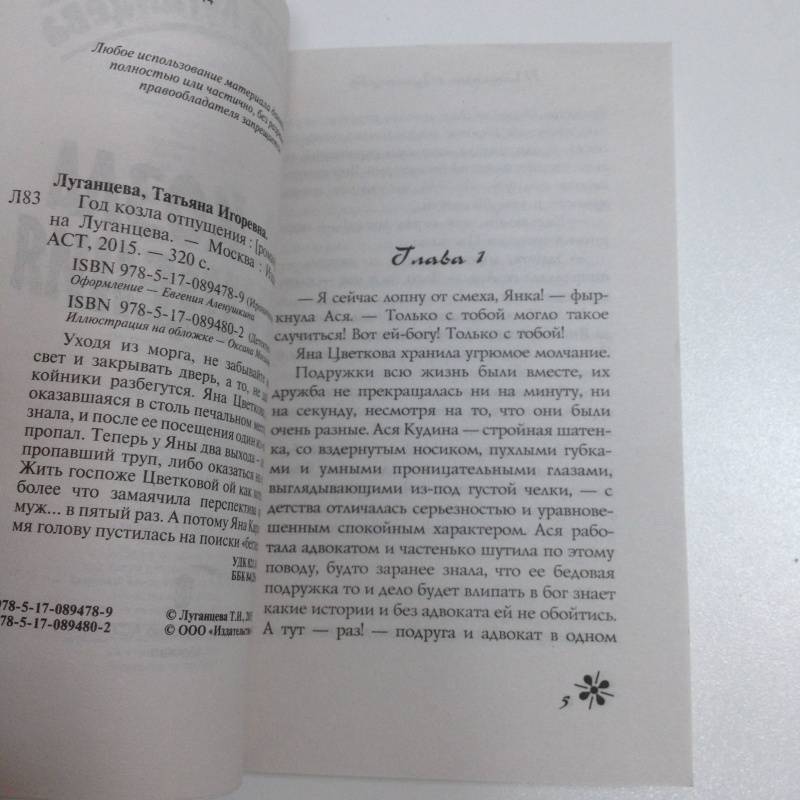 Любое использование материала
полностью или частично, без
правообладателя запрещается.
Луганцева, Татьяна Игоревна.
Л83
Год козла отпущения : [рома
на Луганцева. — Москва :
АСТ, 2015. — 320 с.
ISBN 978-5-17-089478-9
Оформление — Евгения Аленушкина
ISBN 978-5-17-089480-2
Иллюстрация на обложке — Оксана
Уходя из морга, не забывайте
свет и закрывать дверь, а то, не
койники разбегутся. Яна Цветкова
оказавшаяся в столь печальном
знала, и после ее посещения один
пропал. Теперь у Яны два выхода –
пропавший труп, либо оказаться
Жить госпоже Цветковой ой как
более что замаячила перспектива
муж... в пятый раз. А потому Яна
мя голову пустилась на поиски
УДК
ББК
978-5-17-089478-9
978-5-17-089480-2
© Луганцева Т.И.,
© ООО «Издательс
Глава 1
— Я сейчас лопну от смеха, Янка! — фыр-
кнула Ася. — Только с тобой могло такое
случиться! Вот ей-богу! Только с тобой!
Яна Цветкова хранила угрюмое молчание.
Подружки всю жизнь были вместе, их
дружба не прекращалась ни на минуту, ни
на секунду, несмотря на то, что они были
очень разные. Ася Кудина — стройная шатен-
ка, со вздернутым носиком, пухлыми губка-
ми и умными проницательными глазами,
выглядывающими из-под густой челки, — с
детства отличалась серьезностью и уравнове-
шенным спокойным характером. Ася рабо-
тала адвокатом и частенько шутила по этому
поводу, будто заранее знала, что ее бедовая
подружка то и дело будет влипать в бог знает
какие истории и без адвоката ей не обойтись.
А тут — раз! — подруга и адвокат в одном
5